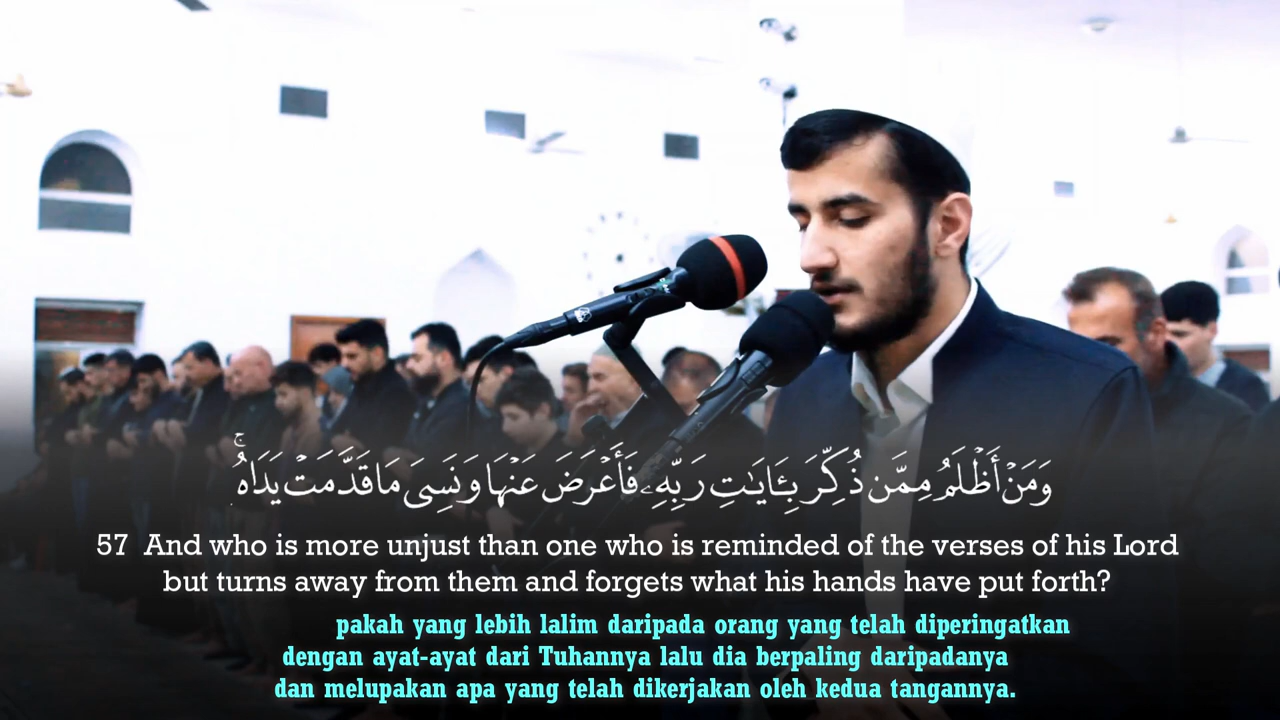 وَمَنْ أَظْلَمُ مِمَّن ذُكِّرَ بِـَٔايَـٰتِ رَبِّهِۦ فَأَعْرَضَ عَنْهَا وَنَسِىَ مَا قَدَّمَتْ يَدَاهُ ۚ
57 And who is more unjust than one who is reminded of the verses of his Lord
but turns away from them and forgets what his hands have put forth?
pakah yang lebih lalim daripada orang yang telah diperingatkan
dengan ayat-ayat dari Tuhannya lalu dia berpaling daripadanya
dan melupakan apa yang telah dikerjakan oleh kedua tangannya.